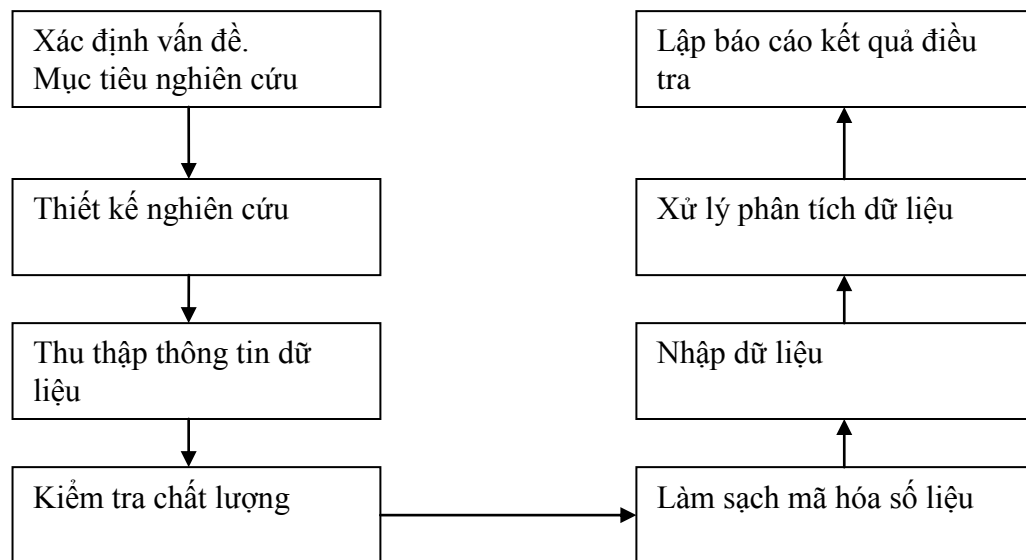 Xác định vấn đề.
Mục tiêu nghiên cứu
Thiết kế nghiên cứu
Thu thập thông tin dữ
liệu
Kiểm tra chất lượng
Làm sạch mã hóa số liệu
Nhập dữ liệu
Xử lý phân tích dữ liệu
Lập báo cáo kết quả điều
tra